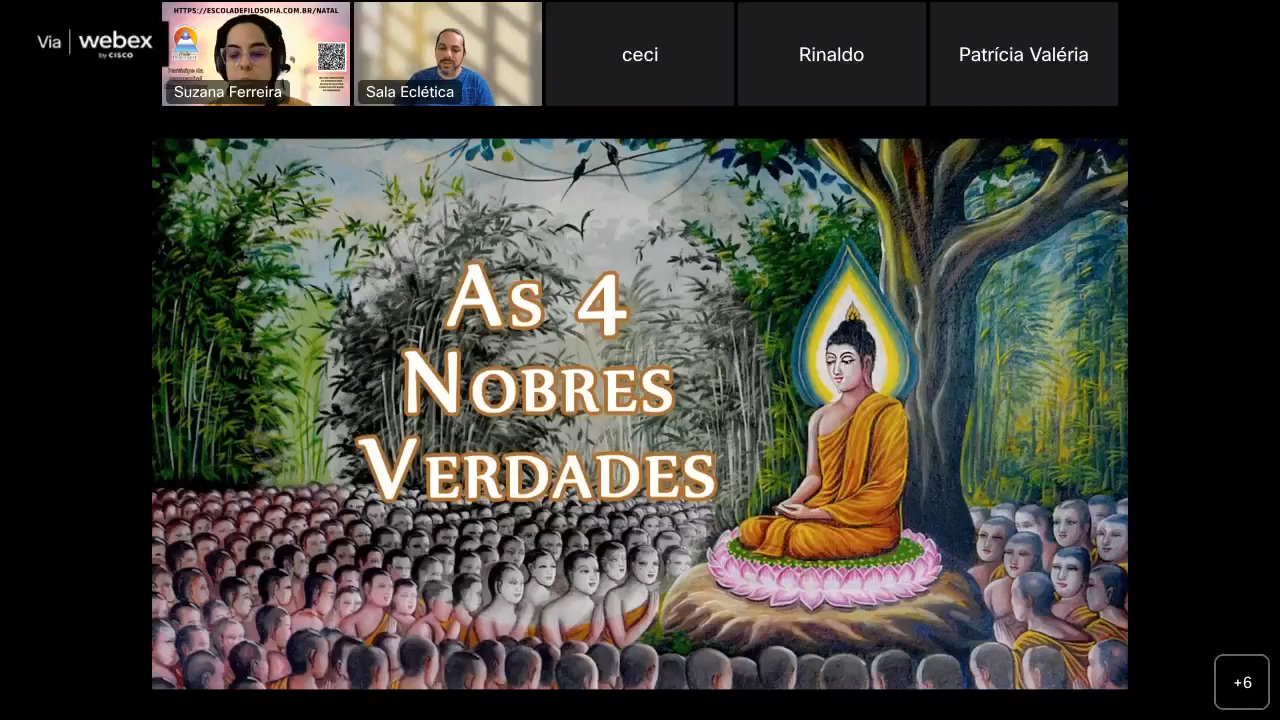 Via webex
by CISCO
HTTPS://ESCOLADEFILOSOFIA.COM.BR/NATAL
Suzana Ferreira
Sala Eclética
ceci
Rinaldo
Patrícia Valéria
As 4
Nobres
Verdades
+6